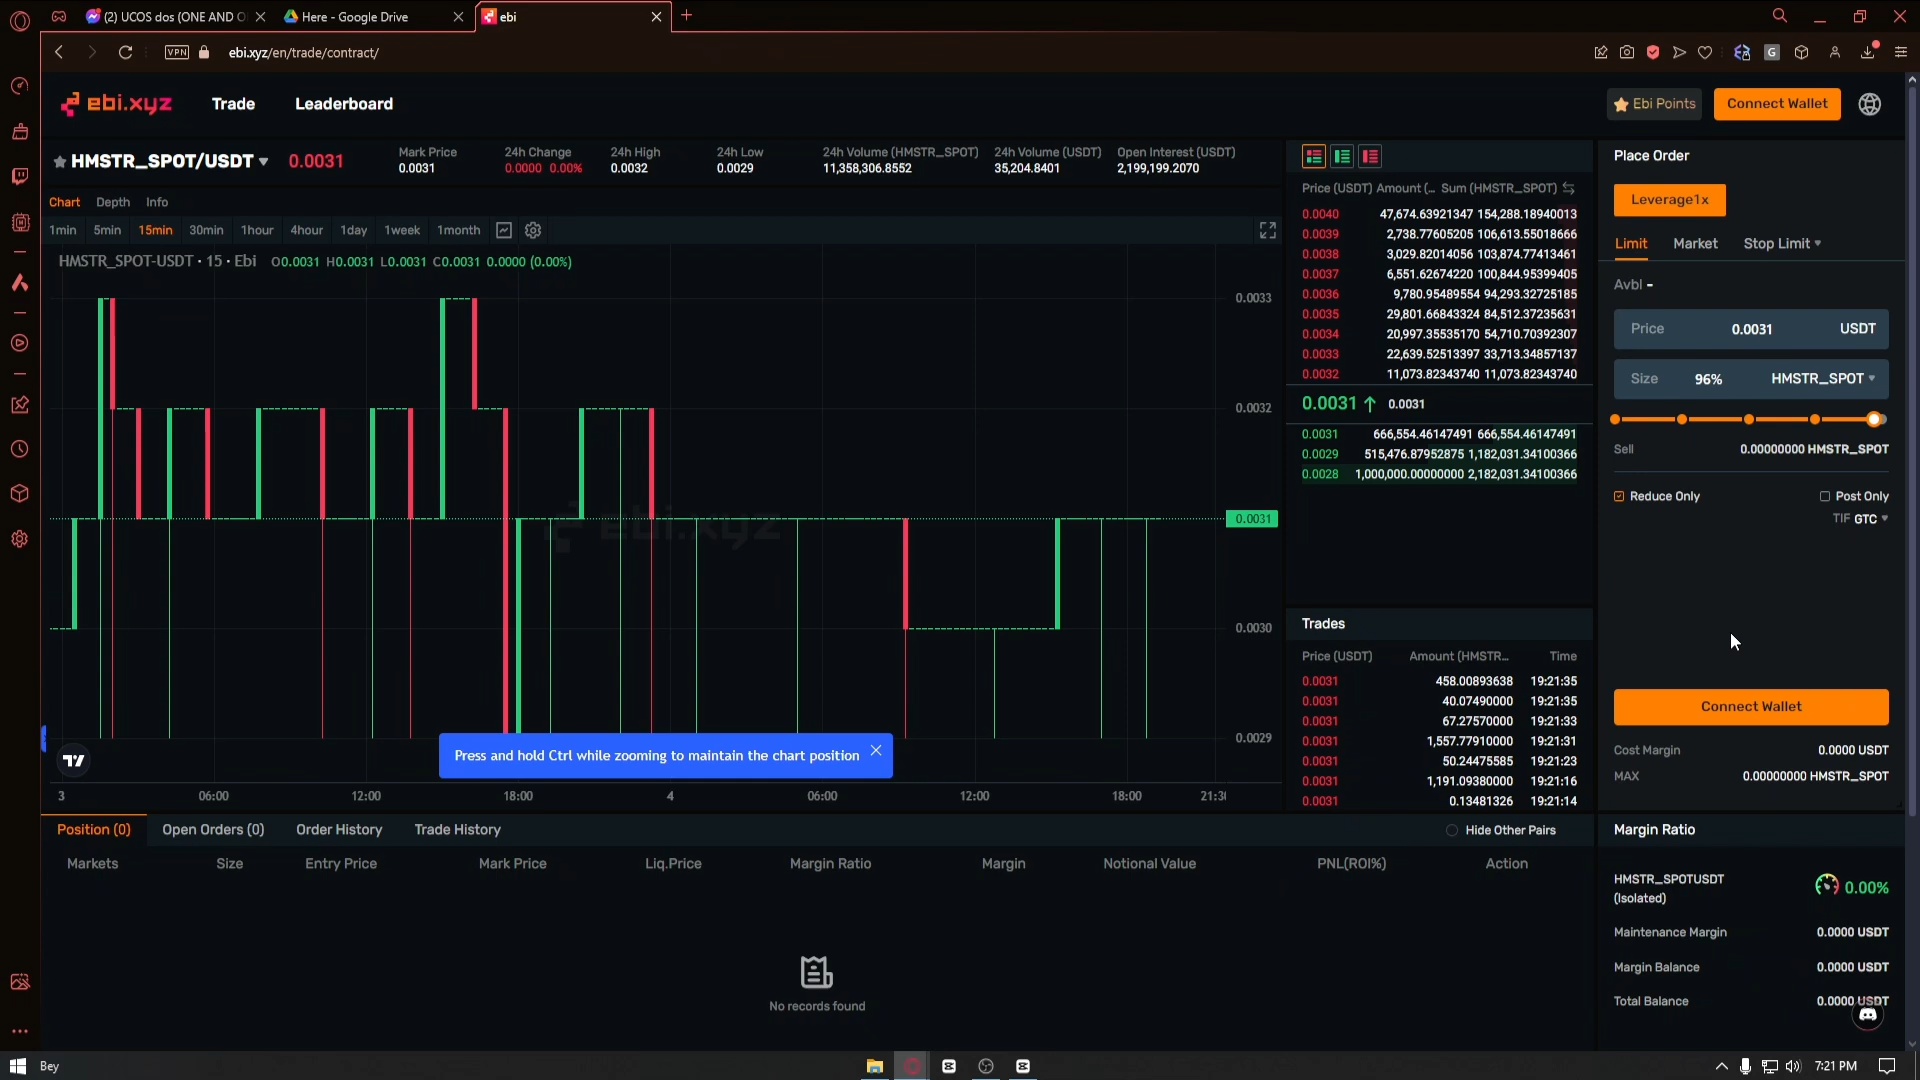 (2) UCOS dos (ONE AND O
Here - Google Drive
ebi
VPN
ebi.xyz/en/trade/contract/
G
ebi.xyz
Trade
Leaderboard
Ebi Points
Connect Wallet
HMSTR_SPOT/USDT
0.0031
Mark Price
0.0031
24h Change
0.0000 0.00%
24h High
0.0032
24h Low
0.0029
24h Volume (HMSTR_SPOT)
11,358,306.8552
24h Volume (USDT)
35,204.8401
Open Interest (USDT)
2,199,199.2070
Chart Depth Info
1min 5min 15min 30min 1hour 4hour 1day 1week 1month
HMSTR_SPOT-USDT · 15 · Ebi O0.0031 H0.0031 L0.0031 C0.0031 0.0000 (0.00%)
0.0033
0.0032
0.0031
0.0030
0.0029
ebi.xyz
Press and hold Ctrl while zooming to maintain the chart position
3 06:00 12:00 18:00 4 06:00 12:00 18:00 21:3
Price (USDT) Amount (... Sum (HMSTR_SPOT)
0.0040 47,674.63921347 154,288.18940013
0.0039 2,738.77605205 106,613.55018666
0.0038 3,029.82014056 103,874.77413461
0.0037 6,551.62674220 100,844.95399405
0.0036 9,780.95489554 94,293.32725185
0.0035 29,801.66843324 84,512.37235631
0.0034 20,997.35535170 54,710.70392307
0.0033 22,639.52513397 33,713.34857137
0.0032 11,073.82343740 11,073.82343740
0.0031 0.0031
0.0031 666,554.46147491 666,554.46147491
0.0029 515,476.87952875 1,182,031.34100366
0.0028 1,000,000.00000000 2,182,031.34100366
Trades
Price (USDT) Amount (HMSTR... Time
0.0031 458.00893638 19:21:35
0.0031 40.07490000 19:21:35
0.0031 67.27570000 19:21:33
0.0031 1,557.77910000 19:21:31
0.0031 50.24475585 19:21:23
0.0031 1,191.09380000 19:21:16
0.0031 0.13481326 19:21:14
Place Order
Leverage1x
Limit Market Stop Limit
Avbl -
Price 0.0031 USDT
Size 96% HMSTR_SPOT
Sell 0.00000000 HMSTR_SPOT
Reduce Only Post Only
TIF GTC
Connect Wallet
Cost Margin 0.0000 USDT
MAX 0.00000000 HMSTR_SPOT
Position (0) Open Orders (0) Order History Trade History
Hide Other Pairs
Markets Size Entry Price Mark Price Liq.Price Margin Ratio Margin Notional Value PNL(ROI%) Action
No records found
Margin Ratio
HMSTR_SPOTUSDT
(Isolated)
0.00%
Maintenance Margin 0.0000 USDT
Margin Balance 0.0000 USDT
Total Balance 0.0000 USDT
Bey
7:21 PM